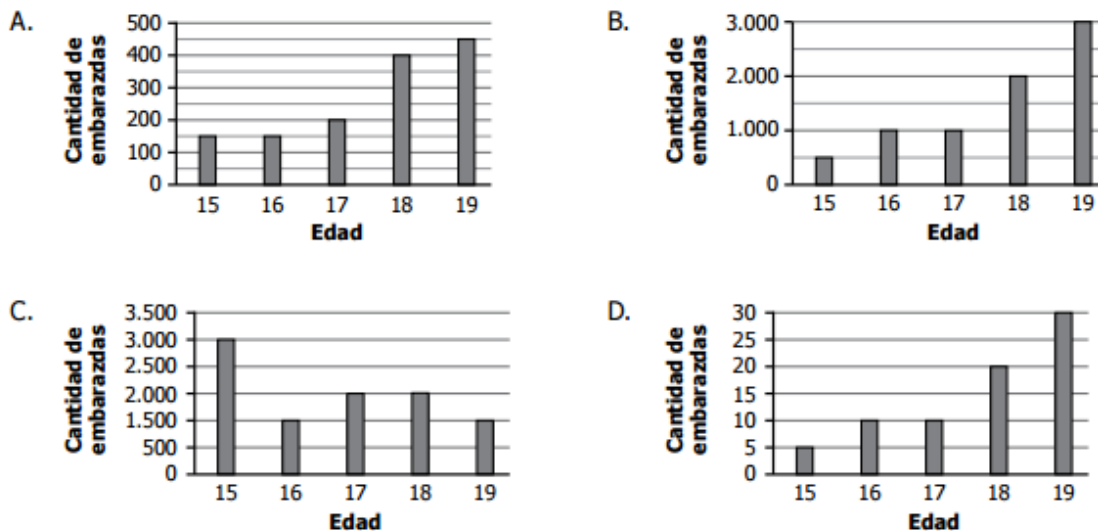 A.
Cantidad de
embarazdas
500
400
300
200
100
0
15 16 17 18 19
Edad
B.
Cantidad de
embarazdas
3.000
2.000
1.000
0
15 16 17 18 19
Edad
C.
Cantidad de
embarazdas
3.500
3.000
2.500
2.000
1.500
500
0
15 16 17 18 19
Edad
D.
Cantidad de
embarazdas
30
25
20
15
10
5
0
15 16 17 18 19
Edad